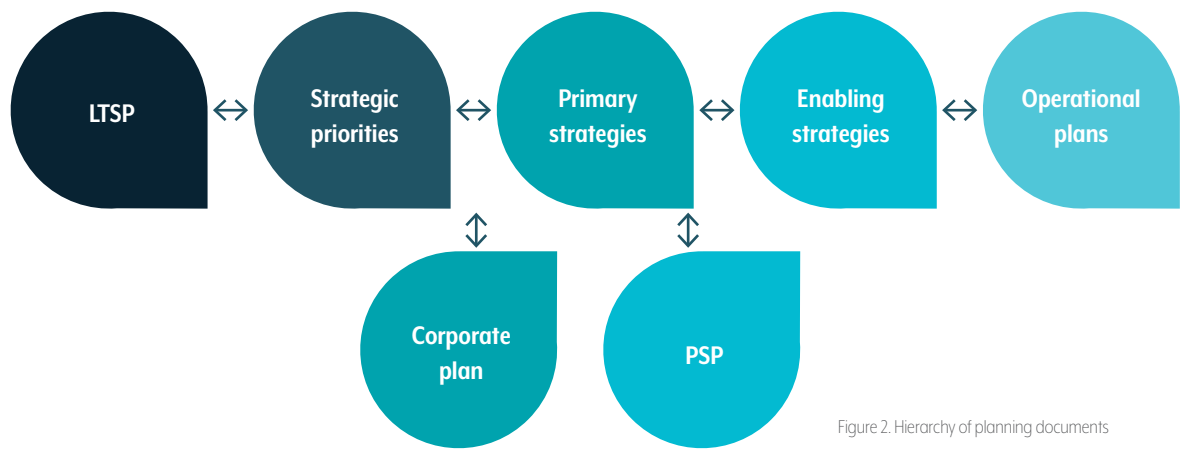 LTSP
Strategic
priorities
Primary
strategies
Enabling
strategies
Operational
plans
Corporate
plan
PSP
Figure 2. Hierarchy of planning documents